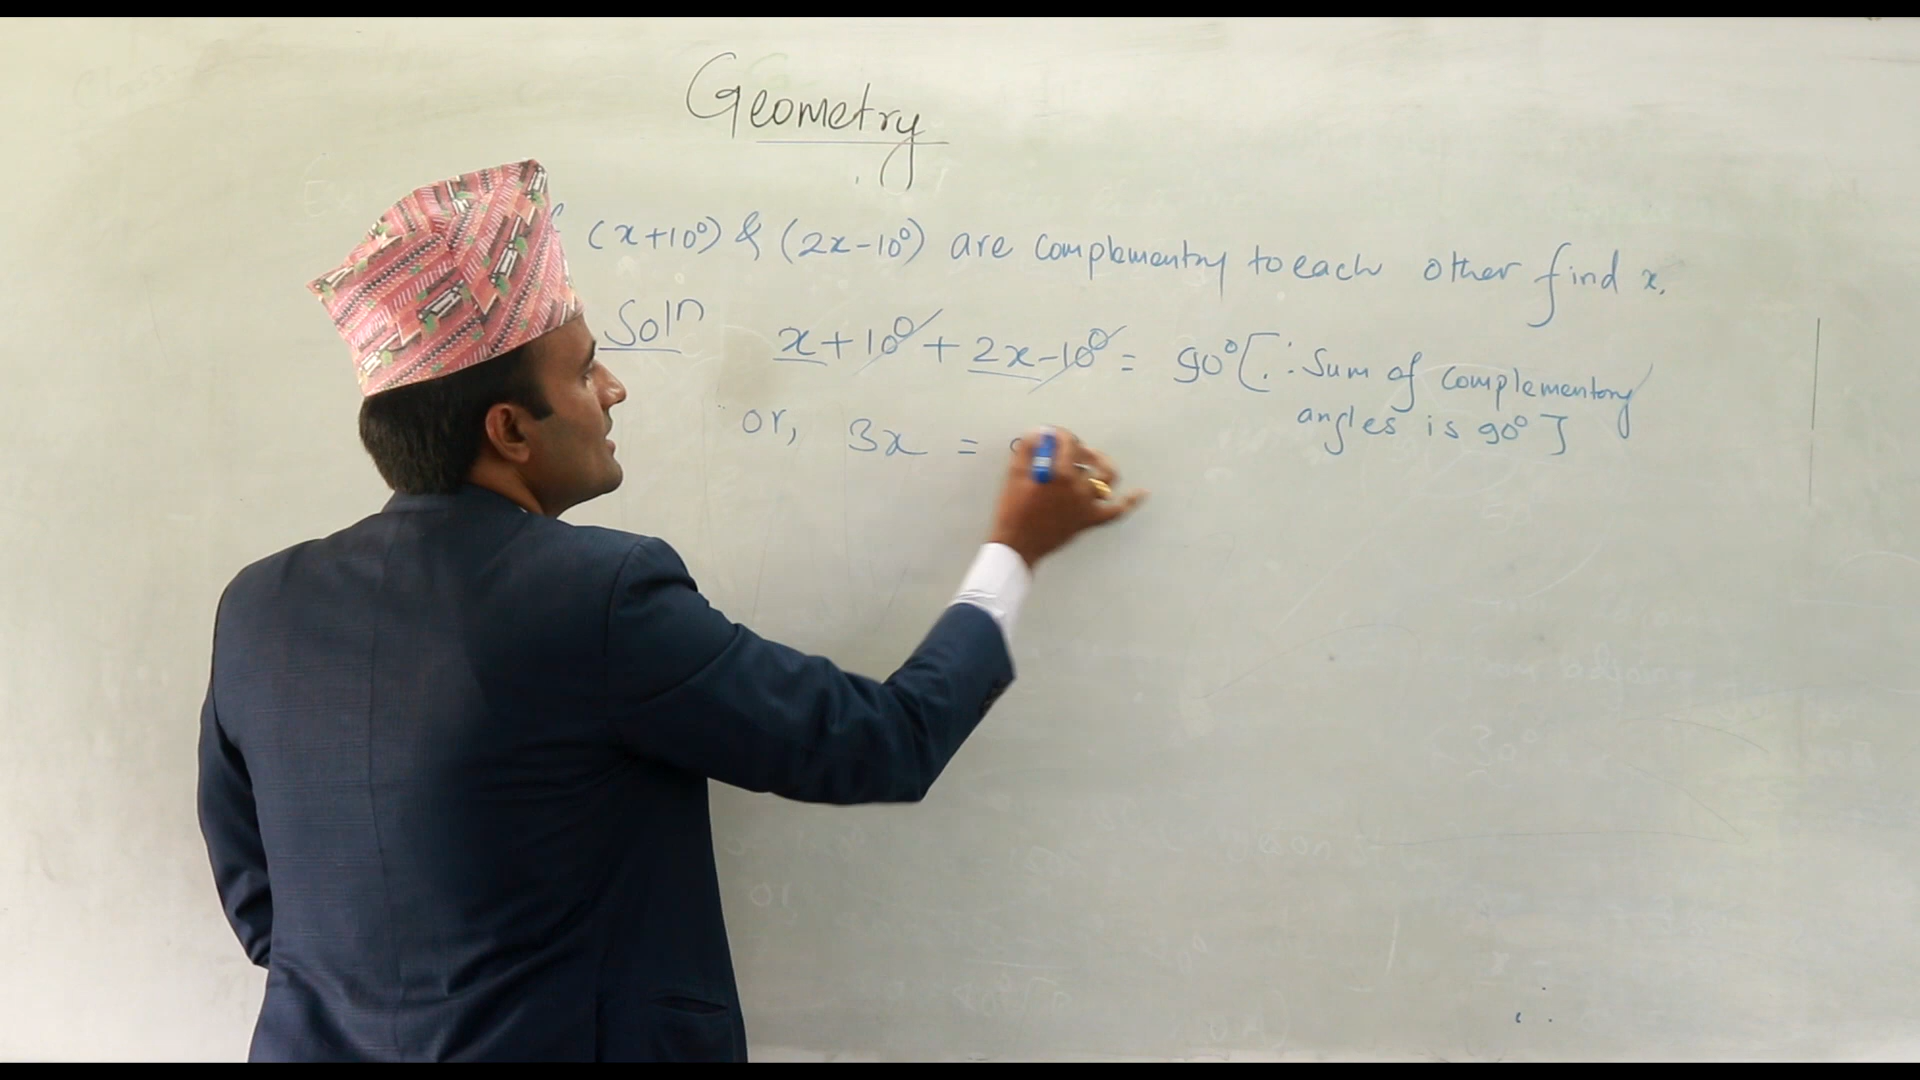 Geometry
(x+10°) & (2x-10°) are complementry to each other find x.
Soln x+10°+2x-10°= 90° [∵ Sum of complementary
angles is 90°]
or, 3x =